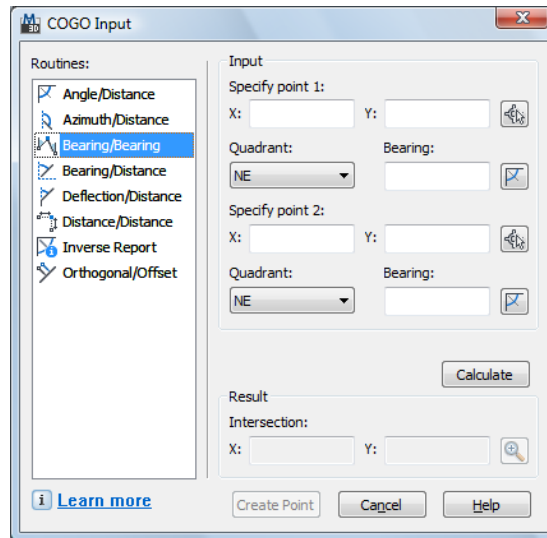 COGO Input
Routines:
Angle/Distance
Azimuth/Distance
Bearing/Bearing
Bearing/Distance
Deflection/Distance
Distance/Distance
Inverse Report
Orthogonal/Offset
Input
Specify point 1:
X: Y:
Quadrant: Bearing:
NE
Specify point 2:
X: Y:
Quadrant: Bearing:
NE
Calculate
Result
Intersection:
X: Y:
Learn more
Create Point Cancel Help